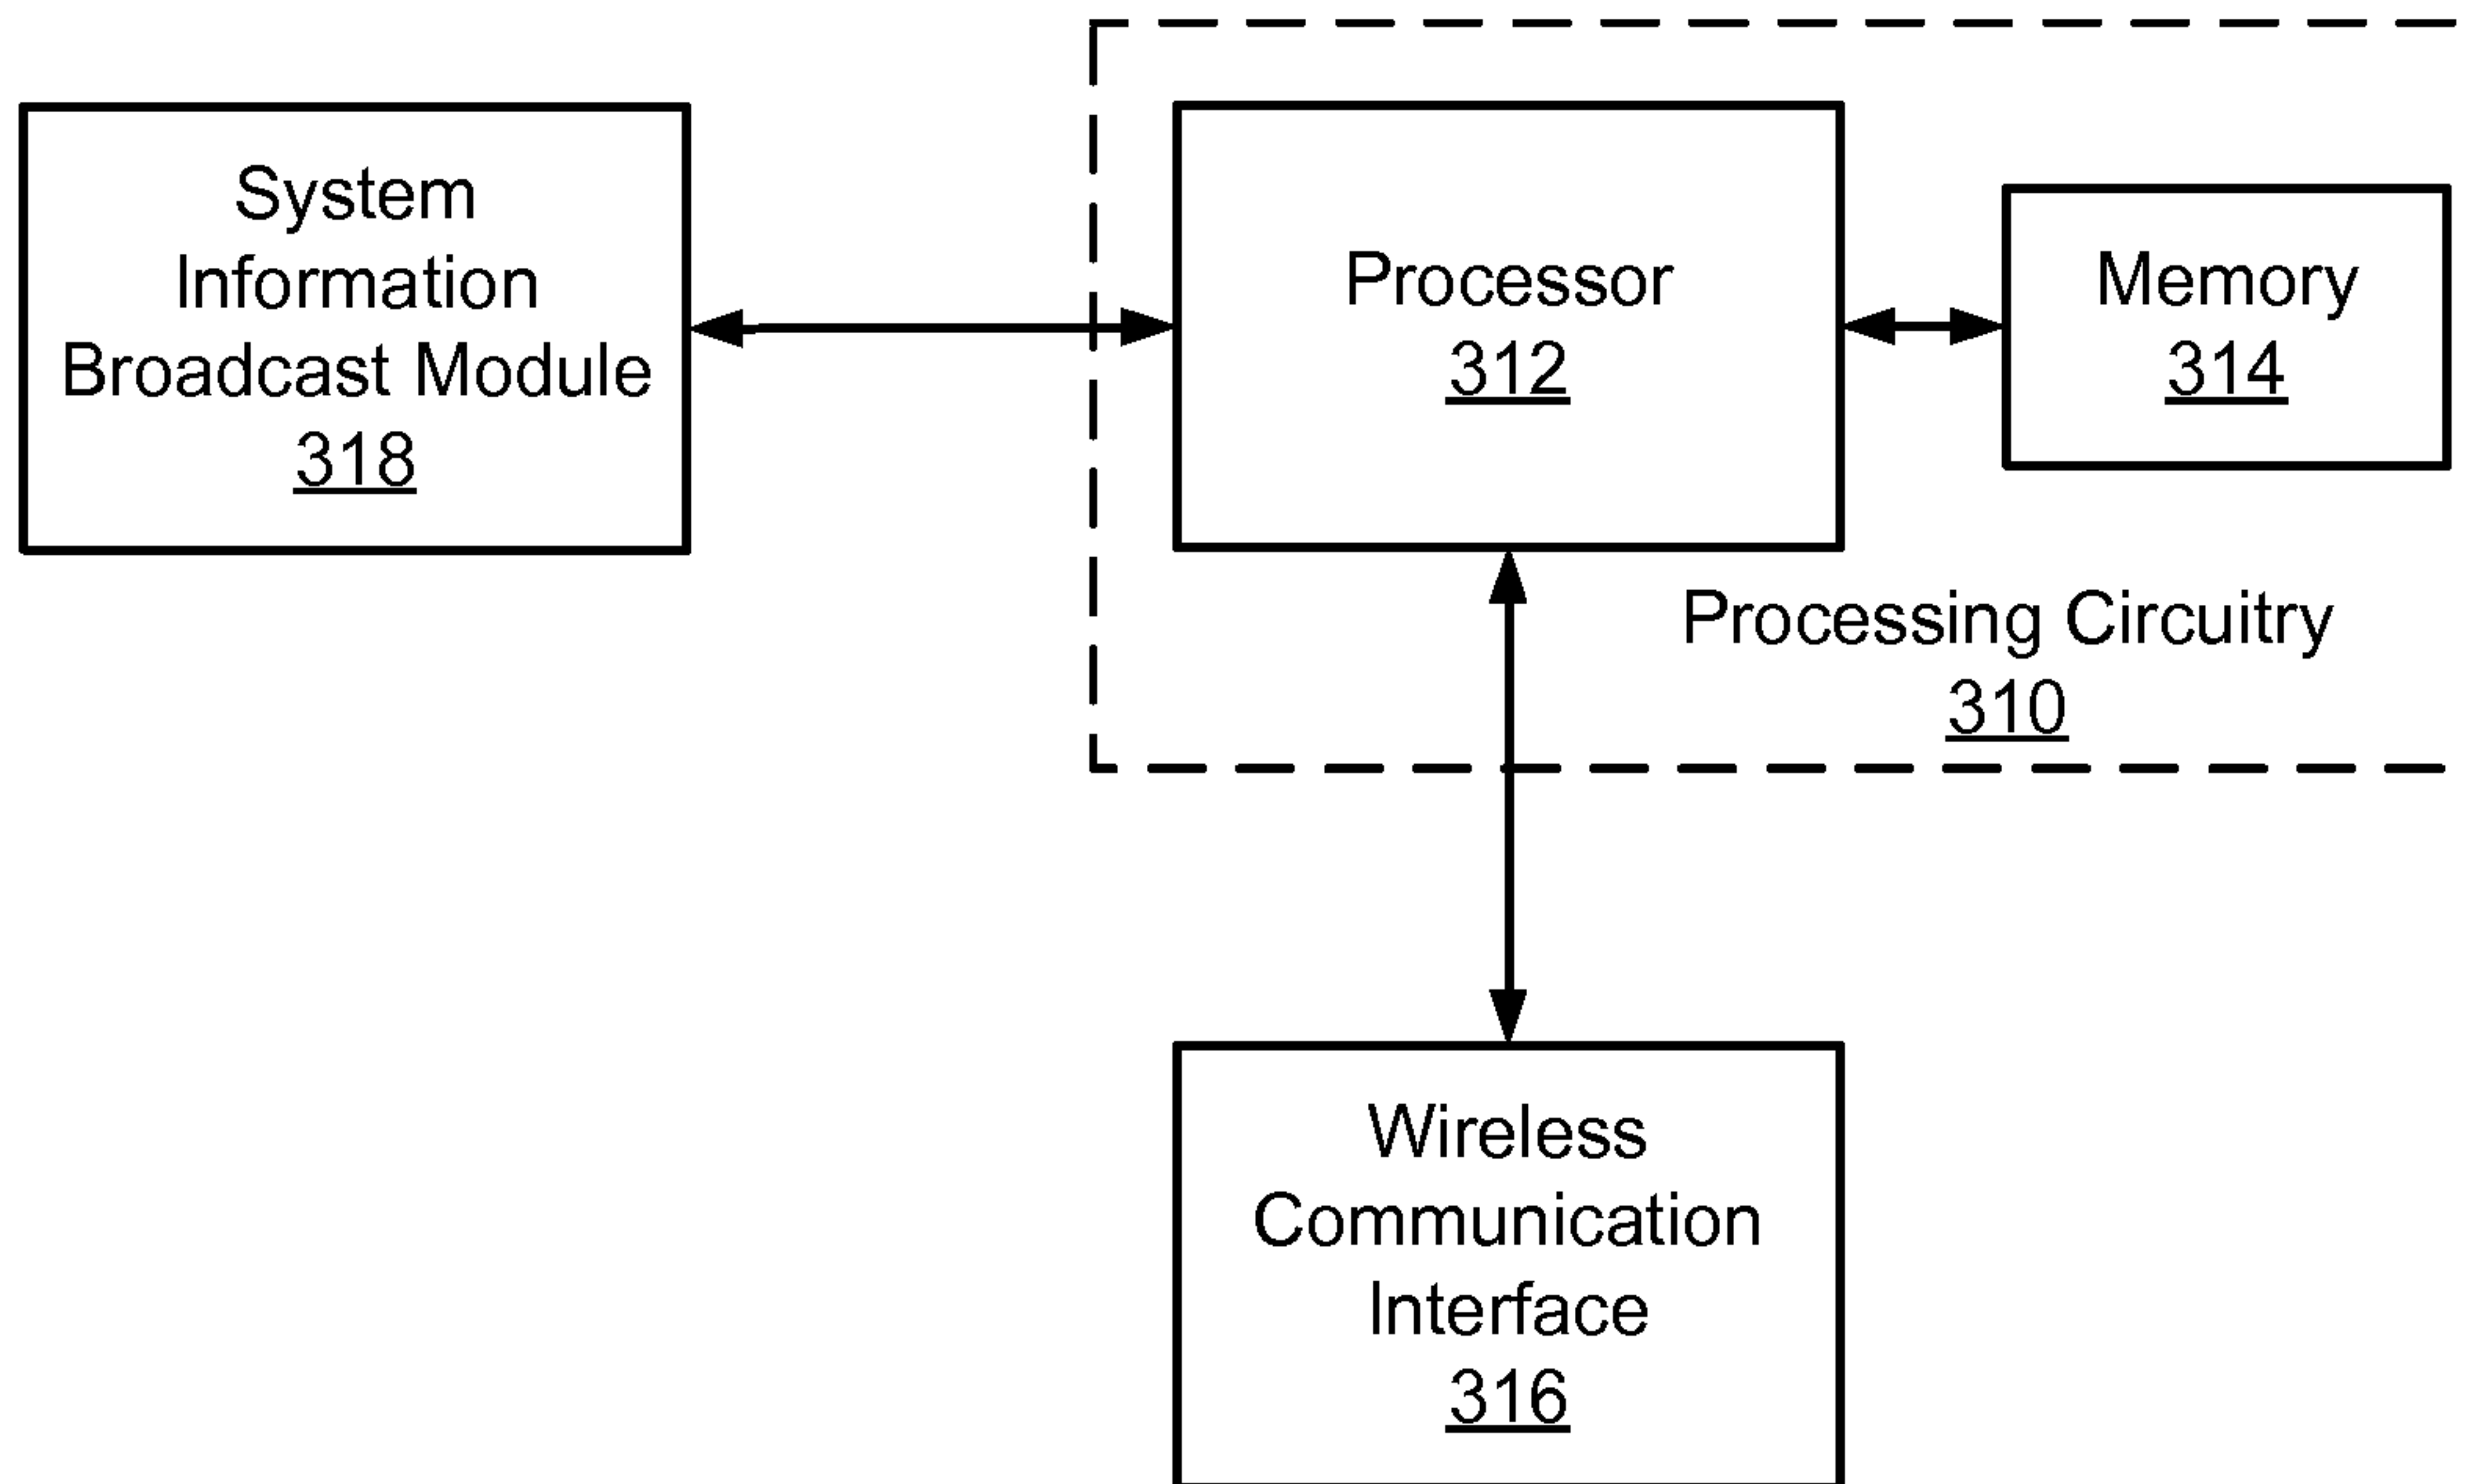 System
Information
Broadcast Module
318
Processor
312
Memory
314
Processing Circuitry
310
Wireless
Communication
Interface
316